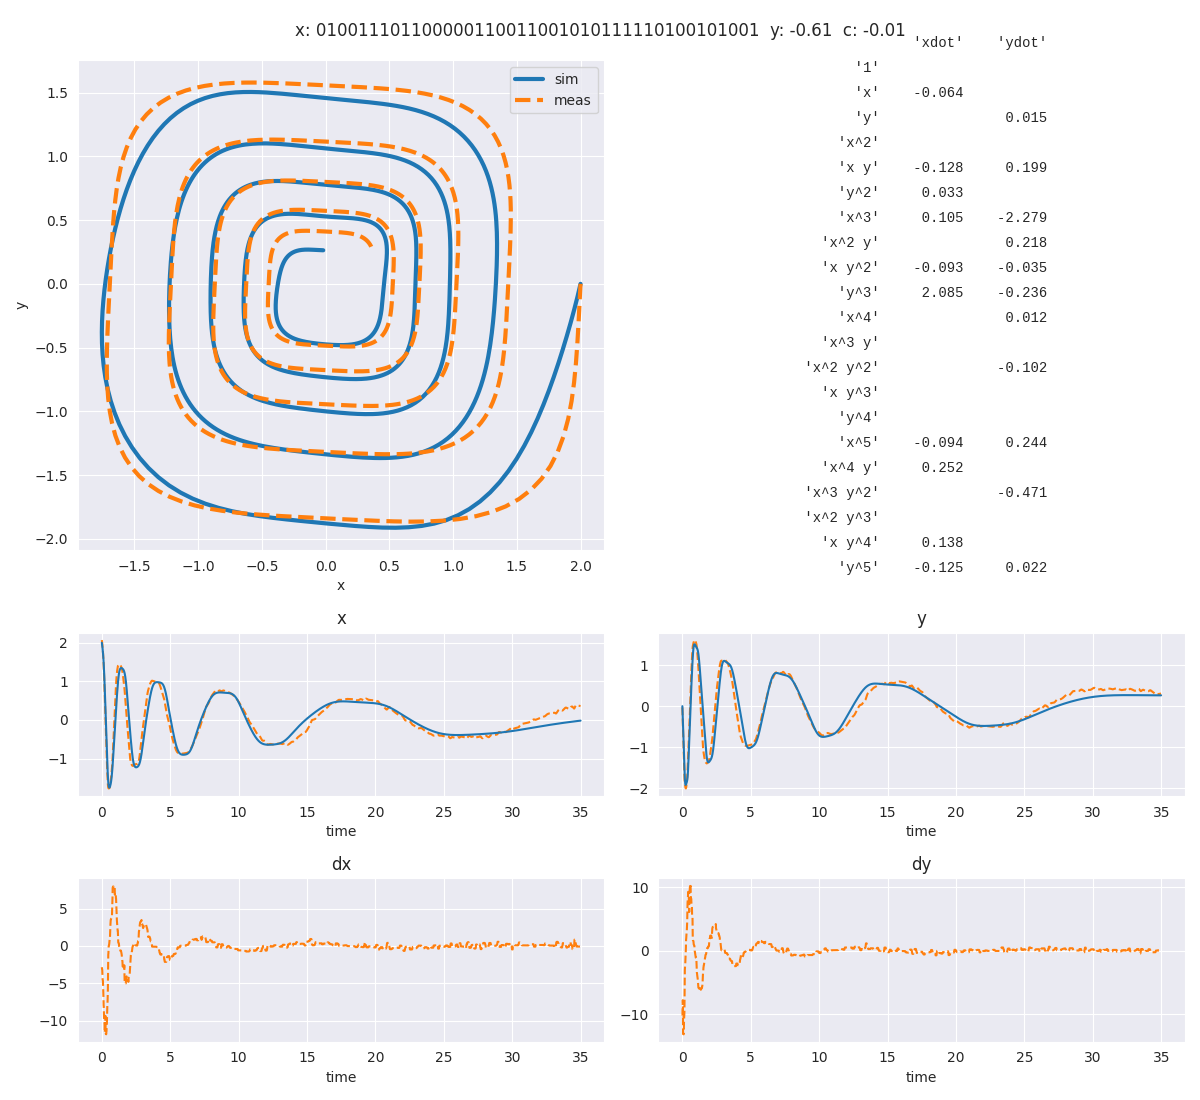 x: 010011101100000110011001010111110100101001 y: -0.61 c: -0.01
'xdot' 'ydot'
'1'
'x' -0.064
'y' 0.015
'x^2'
'x y' -0.128 0.199
'y^2' 0.033
'x^3' 0.105 -2.279
'x^2 y' 0.218
'x y^2' -0.093 -0.035
'y^3' 2.085 -0.236
'x^4' 0.012
'x^3 y'
'x^2 y^2' -0.102
'x y^3'
'y^4'
'x^5' -0.094 0.244
'x^4 y' 0.252
'x^3 y^2' -0.471
'x^2 y^3'
'x y^4' 0.138
'y^5' -0.125 0.022
sim
meas
1.5
1.0
0.5
0.0
−0.5
−1.0
−1.5
−2.0
y
−1.5 −1.0 −0.5 0.0 0.5 1.0 1.5 2.0
x
x
2
1
0
−1
0 5 10 15 20 25 30 35
time
y
1
0
−1
−2
0 5 10 15 20 25 30 35
time
dx
5
0
−5
−10
0 5 10 15 20 25 30 35
time
dy
10
0
−10
0 5 10 15 20 25 30 35
time